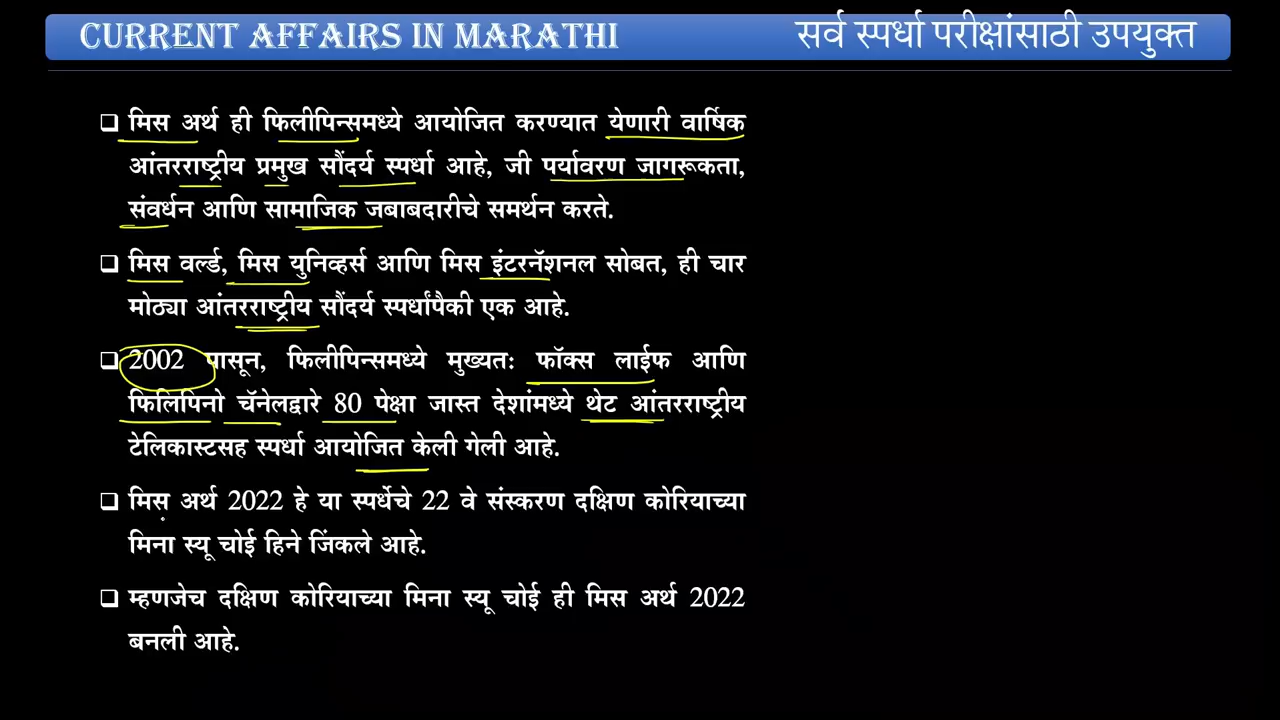 CURRENT AFFAIRS IN MARATHI
सर्व स्पर्धा परीक्षांसाठी उपयुक्त
❑ मिस अर्थ ही फिलीपिन्समध्ये आयोजित करण्यात येणारी वार्षिक
आंतरराष्ट्रीय प्रमुख सौंदर्य स्पर्धा आहे, जी पर्यावरण जागरूकता,
संवर्धन आणि सामाजिक जबाबदारीचे समर्थन करते.
❑ मिस वर्ल्ड, मिस युनिव्हर्स आणि मिस इंटरनॅशनल सोबत, ही चार
मोठ्या आंतरराष्ट्रीय सौंदर्य स्पर्धांपैकी एक आहे.
❑ 2002 पासून, फिलीपिन्समध्ये मुख्यतः फॉक्स लाईफ आणि
फिलिपिनो चॅनेलद्वारे 80 पेक्षा जास्त देशांमध्ये थेट आंतरराष्ट्रीय
टेलिकास्टसह स्पर्धा आयोजित केली गेली आहे.
❑ मिस अर्थ 2022 हे या स्पर्धेचे 22 वे संस्करण दक्षिण कोरियाच्या
मिना स्यू चोई हिने जिंकले आहे.
❑ म्हणजेच दक्षिण कोरियाच्या मिना स्यू चोई ही मिस अर्थ 2022
बनली आहे.